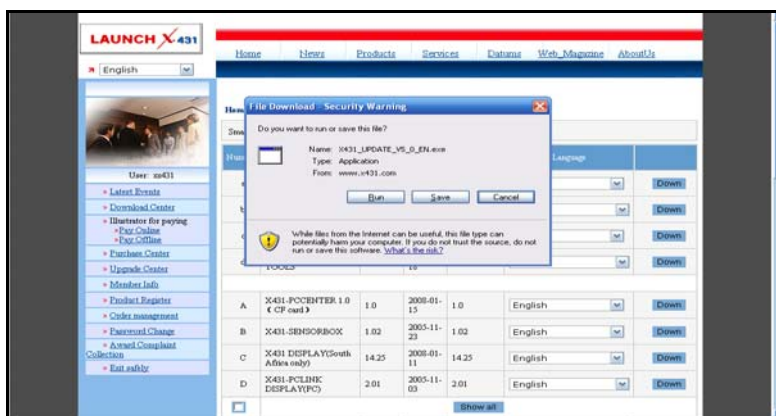 LAUNCH X-431
Home News Products Services Datums Web_Magazine AboutUs
English
File Download - Security Warning
Do you want to run or save this file?
Name: X431_UPDATE_V5_0_EN.exe
Type: Application
From: www.x431.com
Run Save Cancel
While files from the Internet can be useful, this file type can
potentially harm your computer. If you do not trust the source, do not
run or save this software. What's the risk?
Language
Down
Down
Down
Down
TOOLS
User: xs431
» Latest Events
» Download Center
» Illustrator for paying
»Pay Online
»Pay Offline
» Purchase Center
» Upgrade Center
» Member Info
» Product Register
» Order management
» Password Change
» Award Complaint
Collection
» Exit safkly
A X431-PCCENTER 1.0 ( CF card ) 1.0 2008-01-15 1.0 English Down
B X431-SENSORBOX 1.02 2005-11-23 1.02 English Down
C X431 DISPLAY(South Africa only) 14.25 2008-01-11 14.25 English Down
D X431-PCLINK DISPLAY(PC) 2.01 2005-11-03 2.01 English Down
Show all